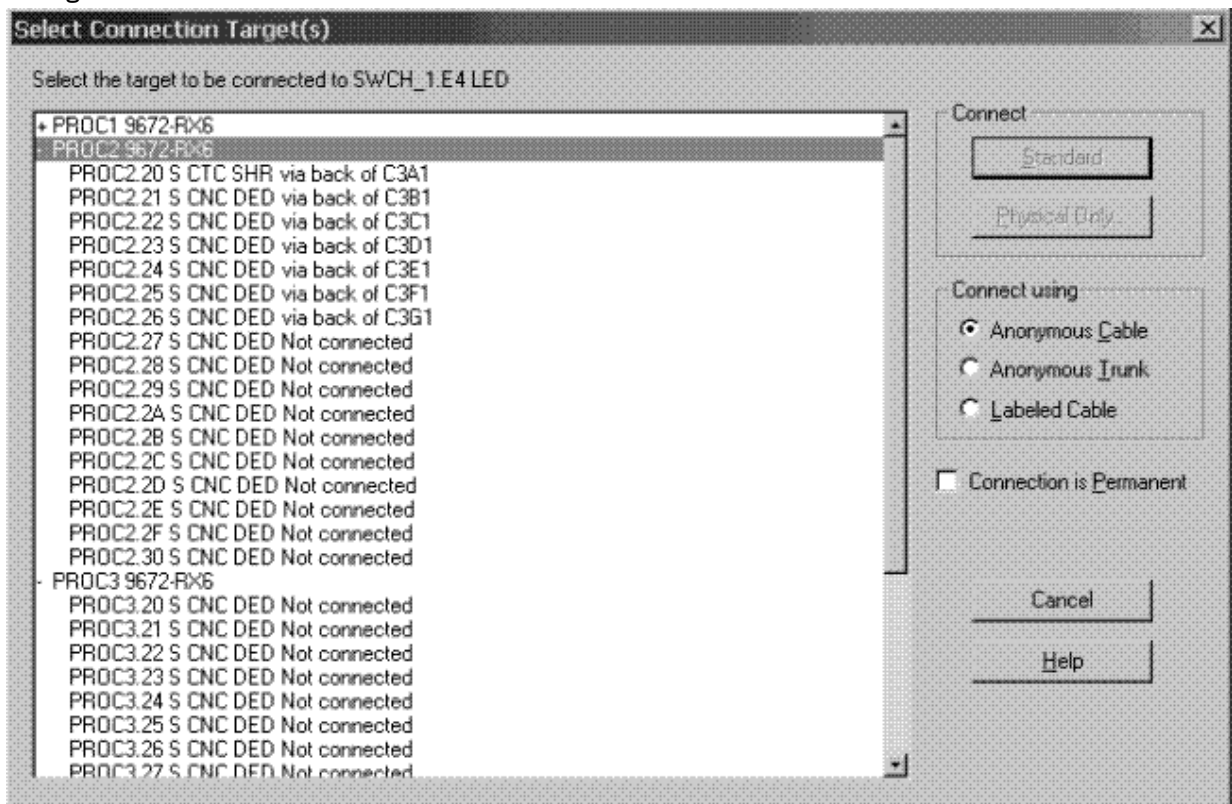 Select Connection Target(s)
Select the target to be connected to SWCH_1.E4 LED
+ PROC1 9672-RX6
- PROC2 9672-RX6
PROC2.20 S CTC SHR via back of C3A1
PROC2.21 S CNC DED via back of C3B1
PROC2.22 S CNC DED via back of C3C1
PROC2.23 S CNC DED via back of C3D1
PROC2.24 S CNC DED via back of C3E1
PROC2.25 S CNC DED via back of C3F1
PROC2.26 S CNC DED via back of C3G1
PROC2.27 S CNC DED Not connected
PROC2.28 S CNC DED Not connected
PROC2.29 S CNC DED Not connected
PROC2.2A S CNC DED Not connected
PROC2.2B S CNC DED Not connected
PROC2.2C S CNC DED Not connected
PROC2.2D S CNC DED Not connected
PROC2.2E S CNC DED Not connected
PROC2.2F S CNC DED Not connected
PROC2.30 S CNC DED Not connected
- PROC3 9672-RX6
PROC3.20 S CNC DED Not connected
PROC3.21 S CNC DED Not connected
PROC3.22 S CNC DED Not connected
PROC3.23 S CNC DED Not connected
PROC3.24 S CNC DED Not connected
PROC3.25 S CNC DED Not connected
PROC3.26 S CNC DED Not connected
PROC3.27 S CNC DED Not connected
Connect
Standard
Physical Only
Connect using
Anonymous Cable
Anonymous Trunk
Labeled Cable
Connection is Permanent
Cancel
Help